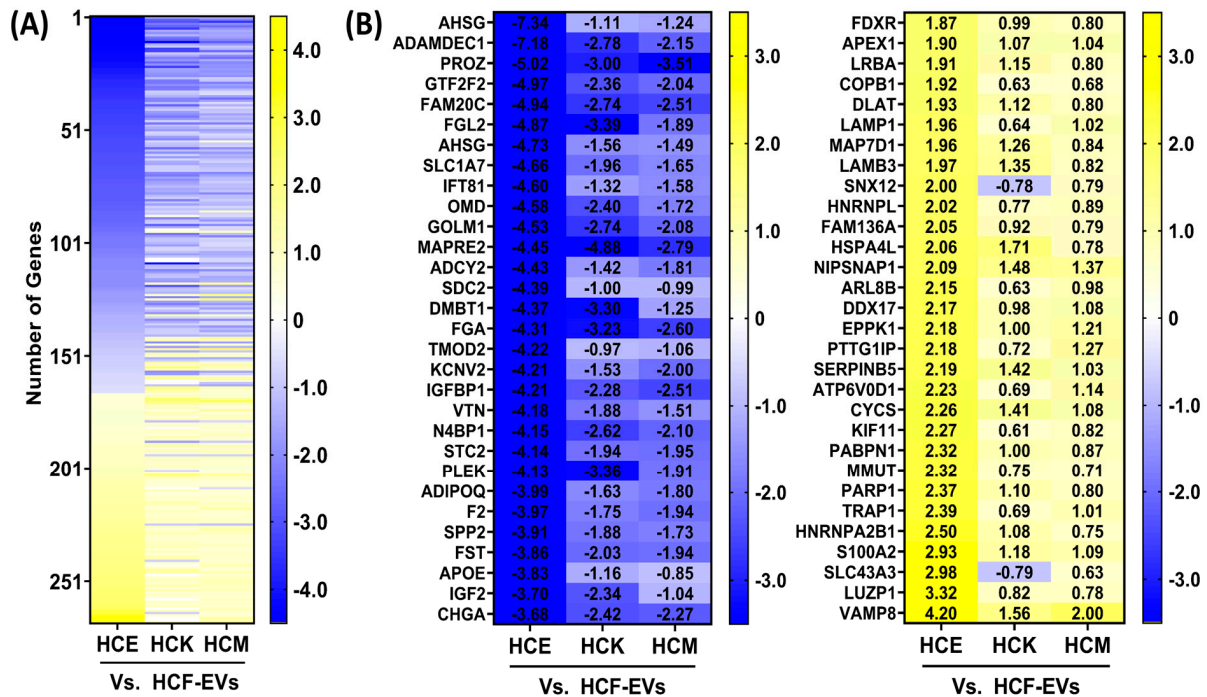 (A)
Number of Genes
1
51
101
151
201
251
4.0
3.0
2.0
1.0
0
-1.0
-2.0
-3.0
-4.0
HCE HCK HCM
Vs. HCF-EVs
(B)
AHSG -7.34 -1.11 -1.24
ADAMDEC1 -7.18 -2.78 -2.15
PROZ -5.02 -3.00 -3.51
GTF2F2 -4.97 -2.36 -2.04
FAM20C -4.94 -2.74 -2.51
FGL2 -4.87 -3.39 -1.89
AHSG -4.73 -1.56 -1.49
SLC1A7 -4.66 -1.96 -1.65
IFT81 -4.60 -1.32 -1.58
OMD -4.58 -2.40 -1.72
GOLM1 -4.53 -2.74 -2.08
MAPRE2 -4.45 -4.88 -2.79
ADCY2 -4.43 -1.42 -1.81
SDC2 -4.39 -1.00 -0.99
DMBT1 -4.37 -3.30 -1.25
FGA -4.31 -3.23 -2.60
TMOD2 -4.22 -0.97 -1.06
KCNV2 -4.21 -1.53 -2.00
IGFBP1 -4.21 -2.28 -2.51
VTN -4.18 -1.88 -1.51
N4BP1 -4.15 -2.62 -2.10
STC2 -4.14 -1.94 -1.95
PLEK -4.13 -3.36 -1.91
ADIPOQ -3.99 -1.63 -1.80
F2 -3.97 -1.75 -1.94
SPP2 -3.91 -1.88 -1.73
FST -3.86 -2.03 -1.94
APOE -3.83 -1.16 -0.85
IGF2 -3.70 -2.34 -1.04
CHGA -3.68 -2.42 -2.27
HCE HCK HCM
Vs. HCF-EVs
3.0
2.0
1.0
0
-1.0
-2.0
-3.0
FDXR 1.87 0.99 0.80
APEX1 1.90 1.07 1.04
LRBA 1.91 1.15 0.80
COPB1 1.92 0.63 0.68
DLAT 1.93 1.12 0.80
LAMP1 1.96 0.64 1.02
MAP7D1 1.96 1.26 0.84
LAMB3 1.97 1.35 0.82
SNX12 2.00 -0.78 0.79
HNRNPL 2.02 0.77 0.89
FAM136A 2.05 0.92 0.79
HSPA4L 2.06 1.71 0.78
NIPSNAP1 2.09 1.48 1.37
ARL8B 2.15 0.63 0.98
DDX17 2.17 0.98 1.08
EPPK1 2.18 1.00 1.21
PTTG1IP 2.18 0.72 1.27
SERPINB5 2.19 1.42 1.03
ATP6V0D1 2.23 0.69 1.14
CYCS 2.26 1.41 1.08
KIF11 2.27 0.61 0.82
PABPN1 2.32 1.00 0.87
MMUT 2.32 0.75 0.71
PARP1 2.37 1.10 0.80
TRAP1 2.39 0.69 1.01
HNRNPA2B1 2.50 1.08 0.75
S100A2 2.93 1.18 1.09
SLC43A3 2.98 -0.79 0.63
LUZP1 3.32 0.82 0.78
VAMP8 4.20 1.56 2.00
HCE HCK HCM
Vs. HCF-EVs
3.0
2.0
1.0
0
-1.0
-2.0
-3.0